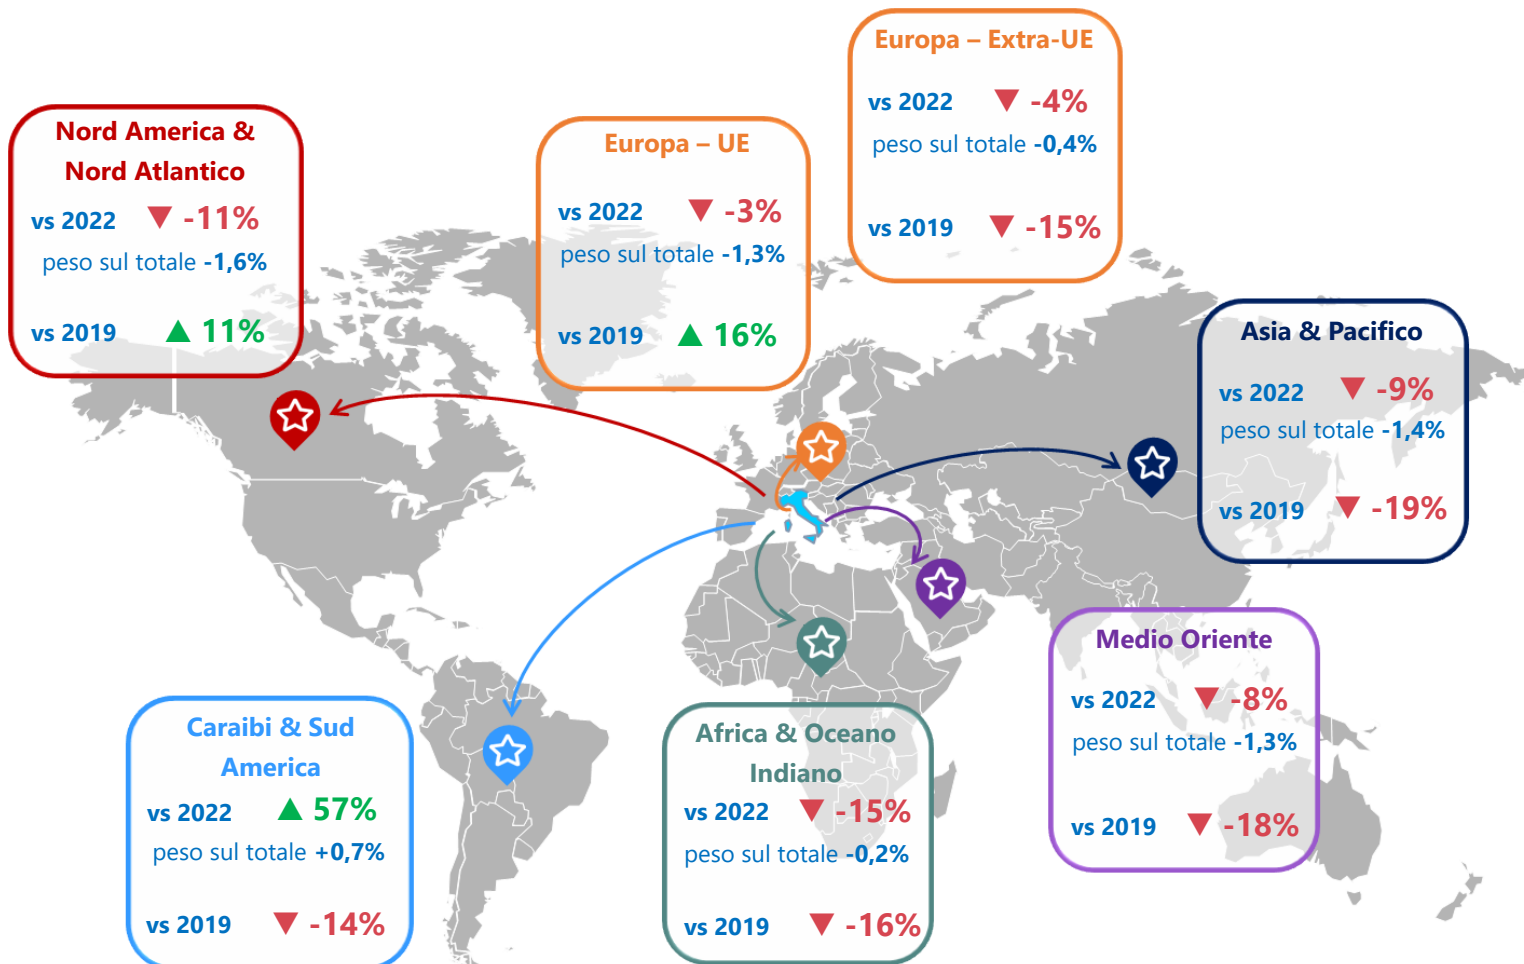 Europa – Extra-UE
vs 2022 ▼ -4%
peso sul totale -0,4%
vs 2019 ▼ -15%
Nord America &
Nord Atlantico
vs 2022 ▼ -11%
peso sul totale -1,6%
vs 2019 ▲ 11%
Europa – UE
vs 2022 ▼ -3%
peso sul totale -1,3%
vs 2019 ▲ 16%
Asia & Pacifico
vs 2022 ▼ -9%
peso sul totale -1,4%
vs 2019 ▼ -19%
Medio Oriente
vs 2022 ▼ -8%
peso sul totale -1,3%
vs 2019 ▼ -18%
Caraibi & Sud
America
vs 2022 ▲ 57%
peso sul totale +0,7%
vs 2019 ▼ -14%
Africa & Oceano
Indiano
vs 2022 ▼ -15%
peso sul totale -0,2%
vs 2019 ▼ -16%